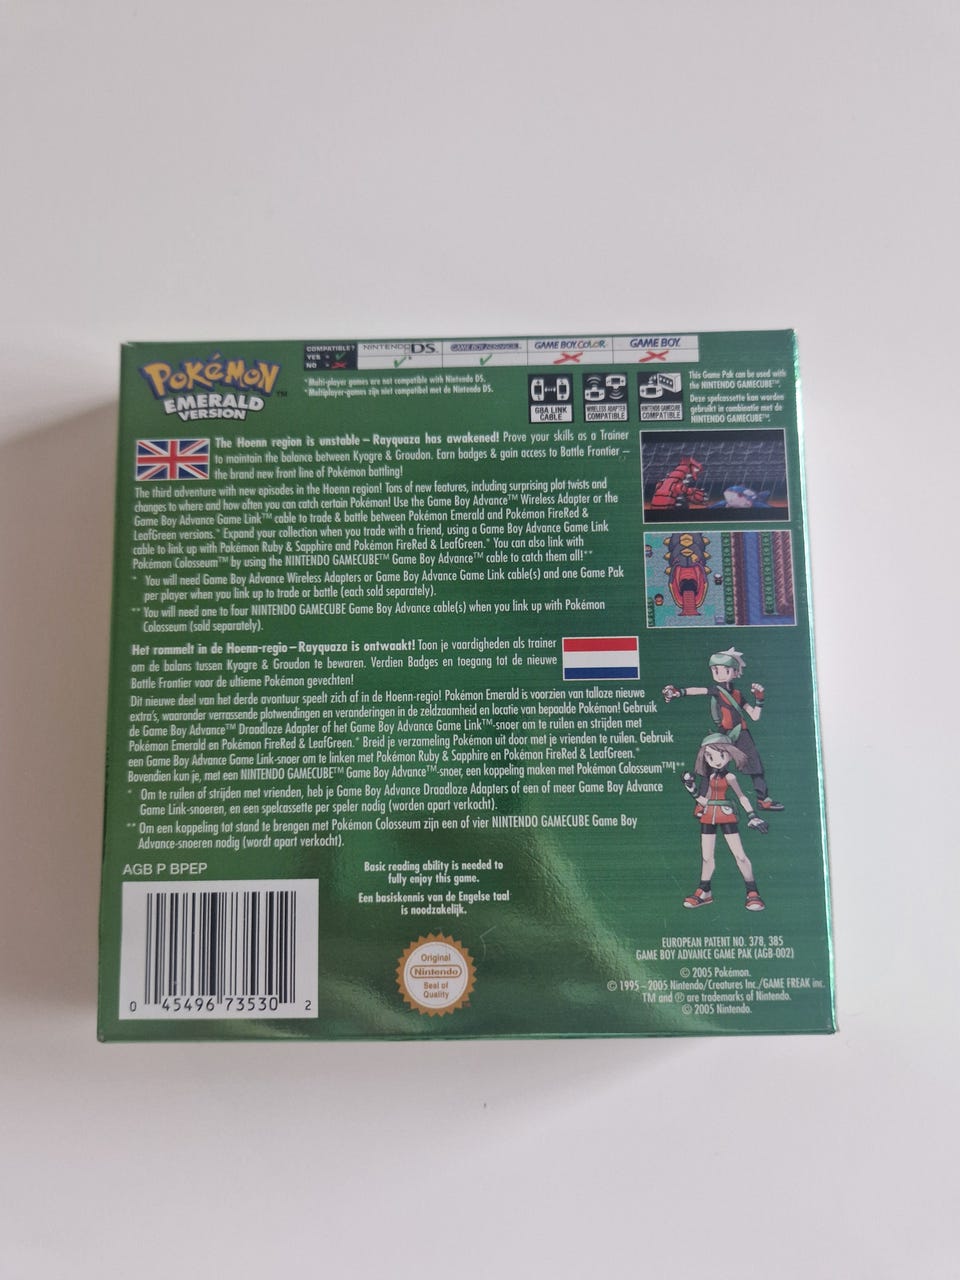 POKéMON™
EMERALD
VERSION
COMPATIBLE?
YES = ✓
NO = ✗
NINTENDO DS
✓*
GAME BOY ADVANCE
✓
GAME BOY COLOR
✗
GAME BOY
✗
*Multi-player games are not compatible with Nintendo DS.
*Multiplayer-games zijn niet compatibel met de Nintendo DS.
GBA LINK
CABLE
WIRELESS ADAPTER
COMPATIBLE
NINTENDO GAMECUBE
COMPATIBLE
This Game Pak can be used with
the NINTENDO GAMECUBE™.
Deze spelcassette kan worden
gebruikt in combinatie met de
NINTENDO GAMECUBE™.
The Hoenn region is unstable – Rayquaza has awakened! Prove your skills as a Trainer
to maintain the balance between Kyogre & Groudon. Earn badges & gain access to Battle Frontier –
the brand new front line of Pokémon battling!
The third adventure with new episodes in the Hoenn region! Tons of new features, including surprising plot twists and
changes to where and how often you can catch certain Pokémon! Use the Game Boy Advance™ Wireless Adapter or the
Game Boy Advance Game Link™ cable to trade & battle between Pokémon Emerald and Pokémon FireRed &
LeafGreen versions.* Expand your collection when you trade with a friend, using a Game Boy Advance Game Link
cable to link up with Pokémon Ruby & Sapphire and Pokémon FireRed & LeafGreen.* You can also link with
Pokémon Colosseum™ by using the NINTENDO GAMECUBE™ Game Boy Advance™ cable to catch them all!**
* You will need Game Boy Advance Wireless Adapters or Game Boy Advance Game Link cable(s) and one Game Pak
per player when you link up to trade or battle (each sold separately).
** You will need one to four NINTENDO GAMECUBE Game Boy Advance cable(s) when you link up with Pokémon
Colosseum (sold separately).
Het rommelt in de Hoenn-regio – Rayquaza is ontwaakt! Toon je vaardigheden als trainer
om de balans tussen Kyogre & Groudon te bewaren. Verdien Badges en toegang tot de nieuwe
Battle Frontier voor de ultieme Pokémon gevechten!
Dit nieuwe deel van het derde avontuur speelt zich af in de Hoenn-regio! Pokémon Emerald is voorzien van talloze nieuwe
extra's, waaronder verrassende plotwendingen en veranderingen in de zeldzaamheid en locatie van bepaalde Pokémon! Gebruik
de Game Boy Advance™ Draadloze Adapter of het Game Boy Advance Game Link™-snoer om te ruilen en strijden met
Pokémon Emerald en Pokémon FireRed & LeafGreen.* Breid je verzameling Pokémon uit door met je vrienden te ruilen. Gebruik
een Game Boy Advance Game Link-snoer om te linken met Pokémon Ruby & Sapphire en Pokémon FireRed & LeafGreen.*
Bovendien kun je, met een NINTENDO GAMECUBE™ Game Boy Advance™-snoer, een koppeling maken met Pokémon Colosseum™!**
* Om te ruilen of strijden met vrienden, heb je Game Boy Advance Draadloze Adapters of een of meer Game Boy Advance
Game Link-snoeren, en een spelcassette per speler nodig (worden apart verkocht).
** Om een koppeling tot stand te brengen met Pokémon Colosseum zijn een of vier NINTENDO GAMECUBE Game Boy
Advance-snoeren nodig (wordt apart verkocht).
AGB P BPEP
Basic reading ability is needed to
fully enjoy this game.
Een basiskennis van de Engelse taal
is noodzakelijk.
0 45496 73530 2
Original
Nintendo
Seal of
Quality
EUROPEAN PATENT NO. 378, 385
GAME BOY ADVANCE GAME PAK (AGB-002)
© 2005 Pokémon.
© 1995–2005 Nintendo/Creatures Inc./GAME FREAK inc.
TM and ® are trademarks of Nintendo.
© 2005 Nintendo.